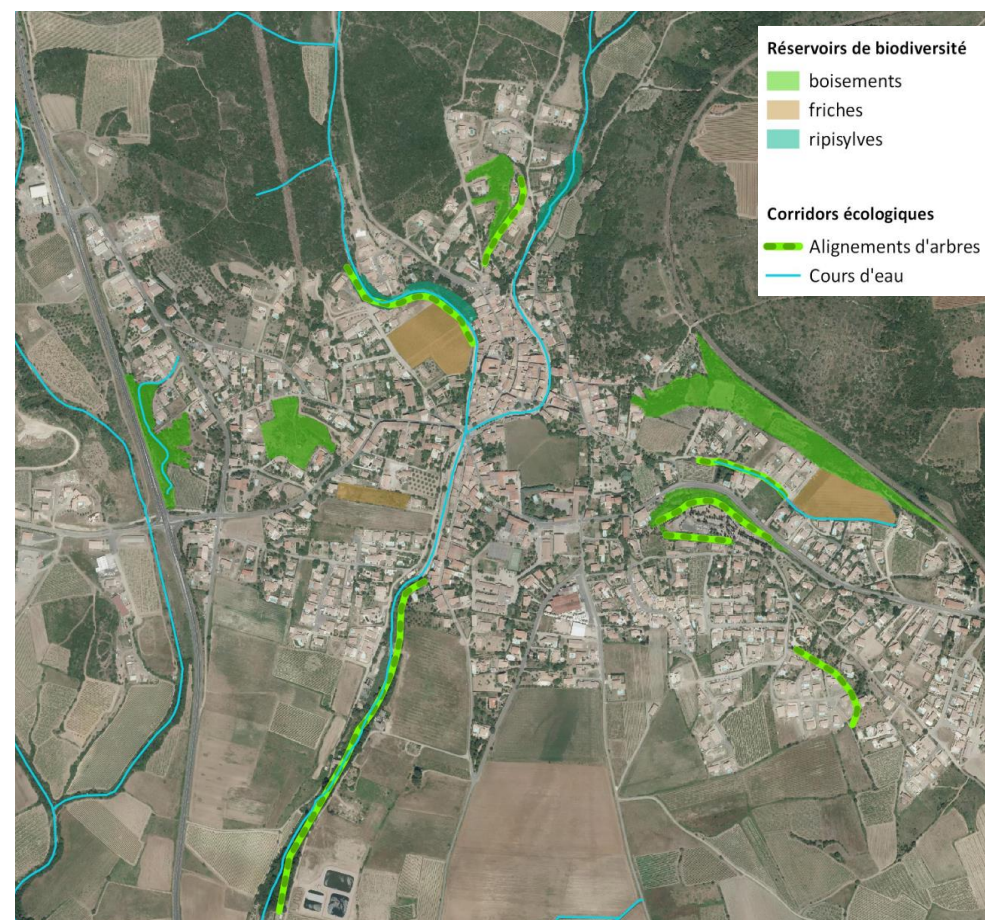 Réservoirs de biodiversité
boisements
friches
ripisylves
Corridors écologiques
Alignements d'arbres
Cours d'eau